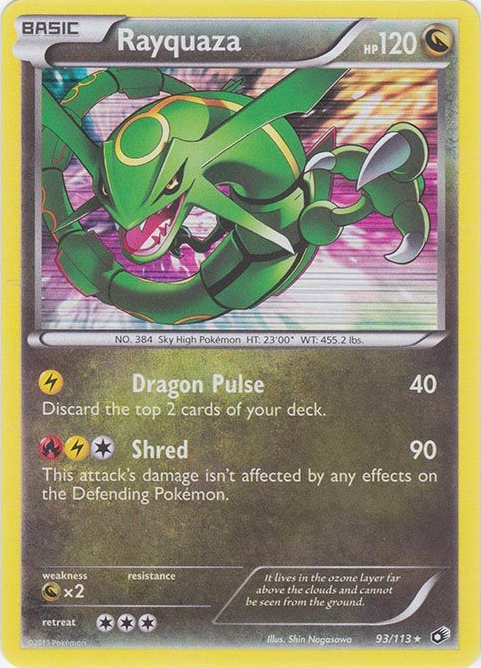 BASIC
Rayquaza
HP120
NO. 384 Sky High Pokémon HT: 23'00" WT: 455.2 lbs.
Dragon Pulse 40
Discard the top 2 cards of your deck.
Shred 90
This attack's damage isn't affected by any effects on
the Defending Pokémon.
weakness resistance
×2
retreat
It lives in the ozone layer far
above the clouds and cannot
be seen from the ground.
©2013 Pokémon
Illus. Shin Nagasawa
93/113